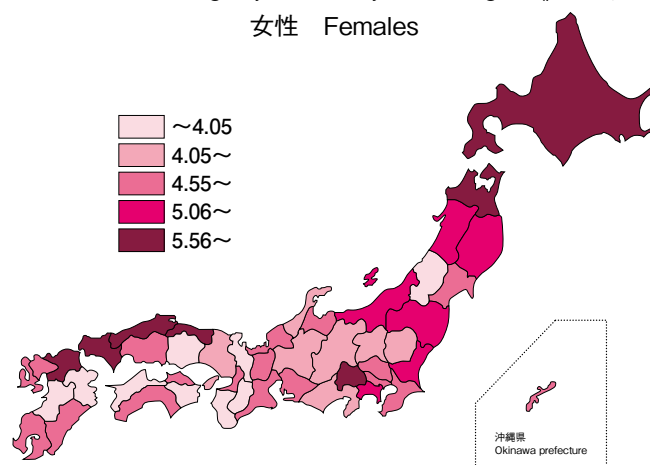 女性 Females
～4.05
4.05～
4.55～
5.06～
5.56～
沖縄県
Okinawa prefecture